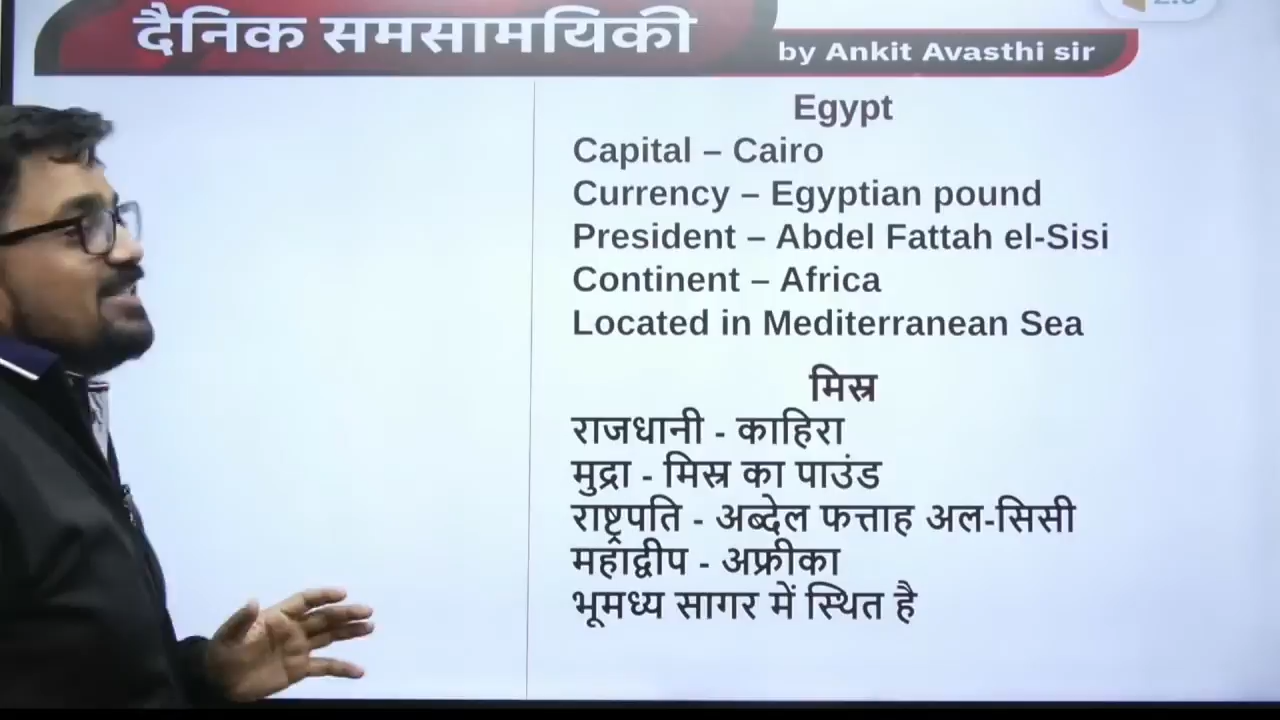 दैनिक समसामयिकी
by Ankit Avasthi sir
Egypt
Capital – Cairo
Currency – Egyptian pound
President – Abdel Fattah el-Sisi
Continent – Africa
Located in Mediterranean Sea
मिस्र
राजधानी - काहिरा
मुद्रा - मिस्र का पाउंड
राष्ट्रपति - अब्देल फत्ताह अल-सिसी
महाद्वीप - अफ्रीका
भूमध्य सागर में स्थित है